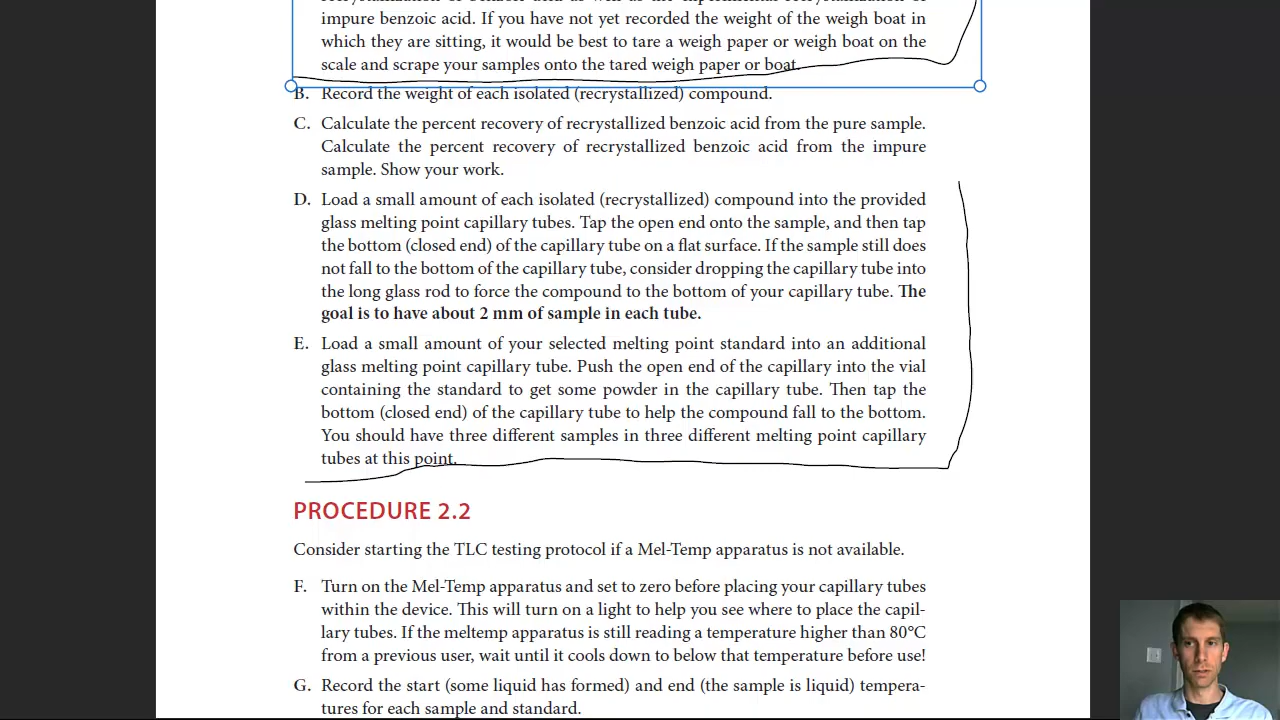 impure benzoic acid. If you have not yet recorded the weight of the weigh boat in
which they are sitting, it would be best to tare a weigh paper or weigh boat on the
scale and scrape your samples onto the tared weigh paper or boat.
B. Record the weight of each isolated (recrystallized) compound.
C. Calculate the percent recovery of recrystallized benzoic acid from the pure sample.
Calculate the percent recovery of recrystallized benzoic acid from the impure
sample. Show your work.
D. Load a small amount of each isolated (recrystallized) compound into the provided
glass melting point capillary tubes. Tap the open end onto the sample, and then tap
the bottom (closed end) of the capillary tube on a flat surface. If the sample still does
not fall to the bottom of the capillary tube, consider dropping the capillary tube into
the long glass rod to force the compound to the bottom of your capillary tube. The
goal is to have about 2 mm of sample in each tube.
E. Load a small amount of your selected melting point standard into an additional
glass melting point capillary tube. Push the open end of the capillary into the vial
containing the standard to get some powder in the capillary tube. Then tap the
bottom (closed end) of the capillary tube to help the compound fall to the bottom.
You should have three different samples in three different melting point capillary
tubes at this point.
PROCEDURE 2.2
Consider starting the TLC testing protocol if a Mel-Temp apparatus is not available.
F. Turn on the Mel-Temp apparatus and set to zero before placing your capillary tubes
within the device. This will turn on a light to help you see where to place the capil-
lary tubes. If the meltemp apparatus is still reading a temperature higher than 80°C
from a previous user, wait until it cools down to below that temperature before use!
G. Record the start (some liquid has formed) and end (the sample is liquid) tempera-
tures for each sample and standard.